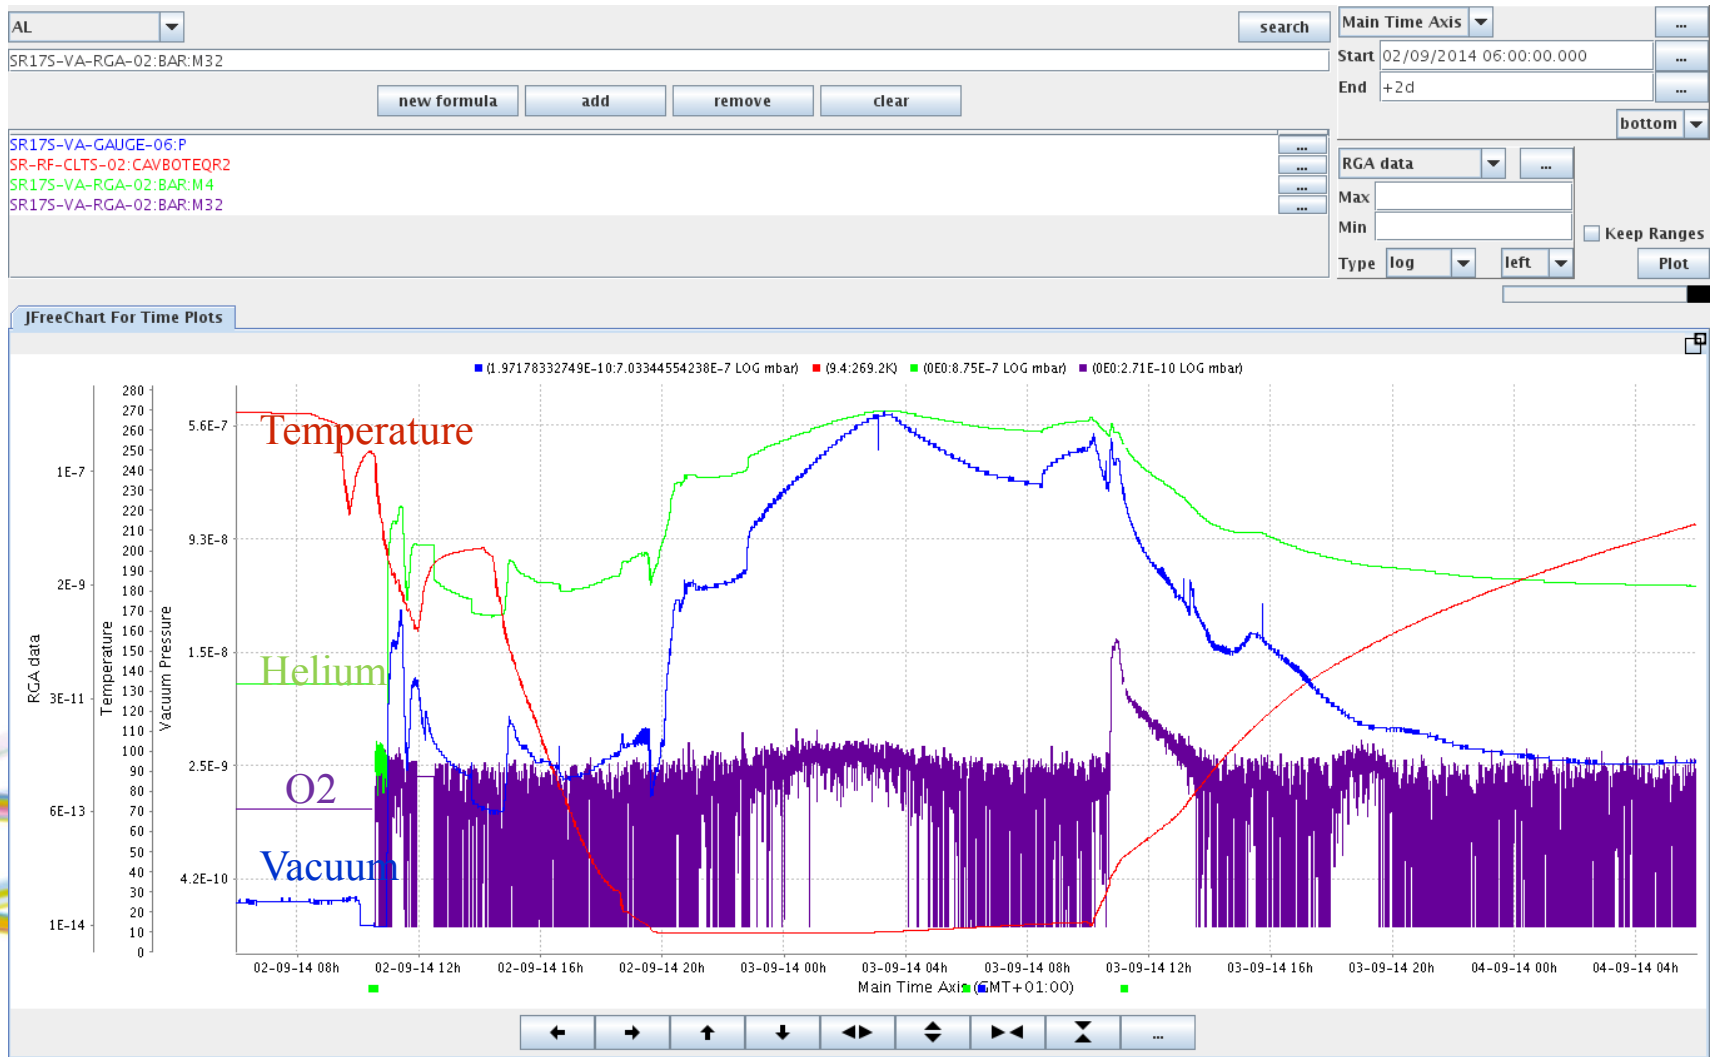 AL
search
SR17S-VA-RGA-02:BAR:M32
new formula add remove clear
SR17S-VA-GAUGE-06:P ...
SR-RF-CLTS-02:CAVBOTEQR2 ...
SR17S-VA-RGA-02:BAR:M4 ...
SR17S-VA-RGA-02:BAR:M32 ...
Main Time Axis ...
Start 02/09/2014 06:00:00.000 ...
End +2d ...
bottom
RGA data ...
Max
Min
Keep Ranges
Type log left Plot
JFreeChart For Time Plots
(1.97178332749E-10:7.03344554238E-7 LOG mbar) (9.4:269.2K) (0E0:8.75E-7 LOG mbar) (0E0:2.71E-10 LOG mbar)
RGA data
1E-7
2E-9
3E-11
6E-13
1E-14
Temperature
280
270
260
250
240
230
220
210
200
190
180
170
160
150
140
130
120
110
100
90
80
70
60
50
40
30
20
10
0
Vacuum Pressure
5.6E-7
9.3E-8
1.5E-8
2.5E-9
4.2E-10
Temperature
Helium
O2
Vacuum
02-09-14 08h 02-09-14 12h 02-09-14 16h 02-09-14 20h 03-09-14 00h 03-09-14 04h 03-09-14 08h 03-09-14 12h 03-09-14 16h 03-09-14 20h 04-09-14 00h 04-09-14 04h
Main Time Axis (GMT+01:00)
...